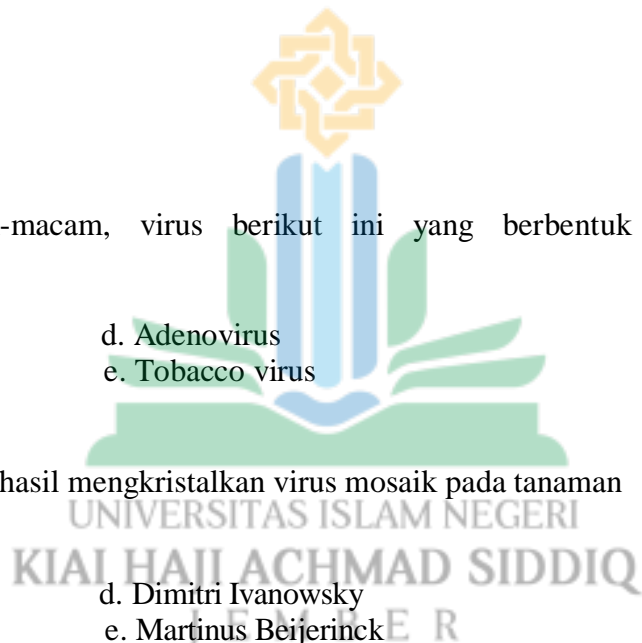 -macam, virus berikut ini yang berbentuk
d. Adenovirus
e. Tobacco virus
hasil mengkristalkan virus mosaik pada tanaman
UNIVERSITAS ISLAM NEGERI
KIAI HAJI ACHMAD SIDDIQ
d. Dimitri Ivanowsky
J E M B E R
e. Martinus Beijerinck